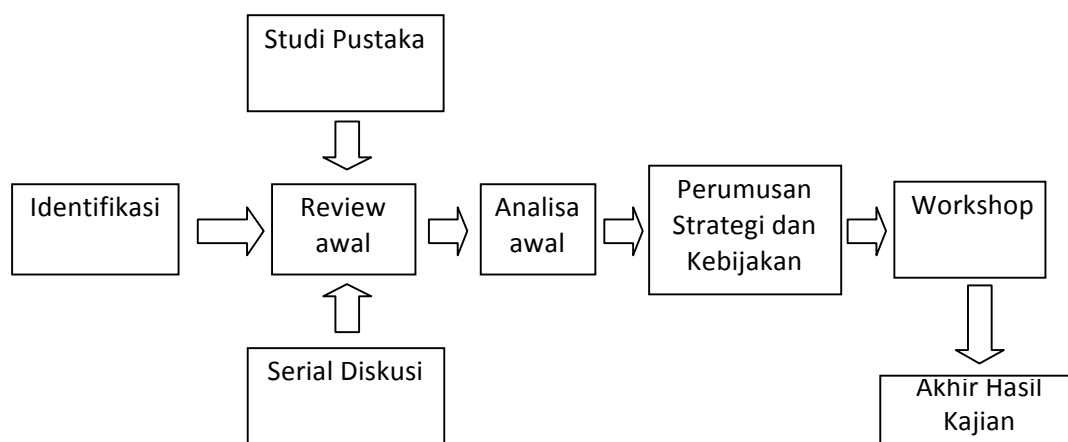 Studi Pustaka
Identifikasi
Review
awal
Analisa
awal
Perumusan
Strategi dan
Kebijakan
Workshop
Serial Diskusi
Akhir Hasil
Kajian